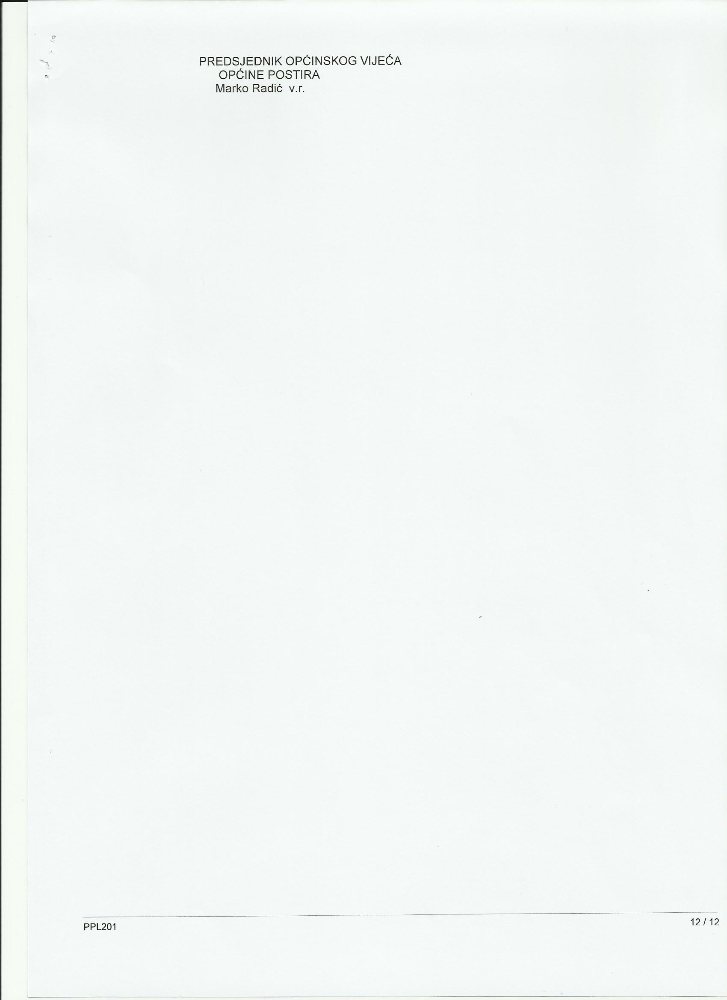 PREDSJEDNIK OPĆINSKOG VIJEĆA
OPĆINE POSTIRA
Marko Radić v.r.
PPL201
12 / 12